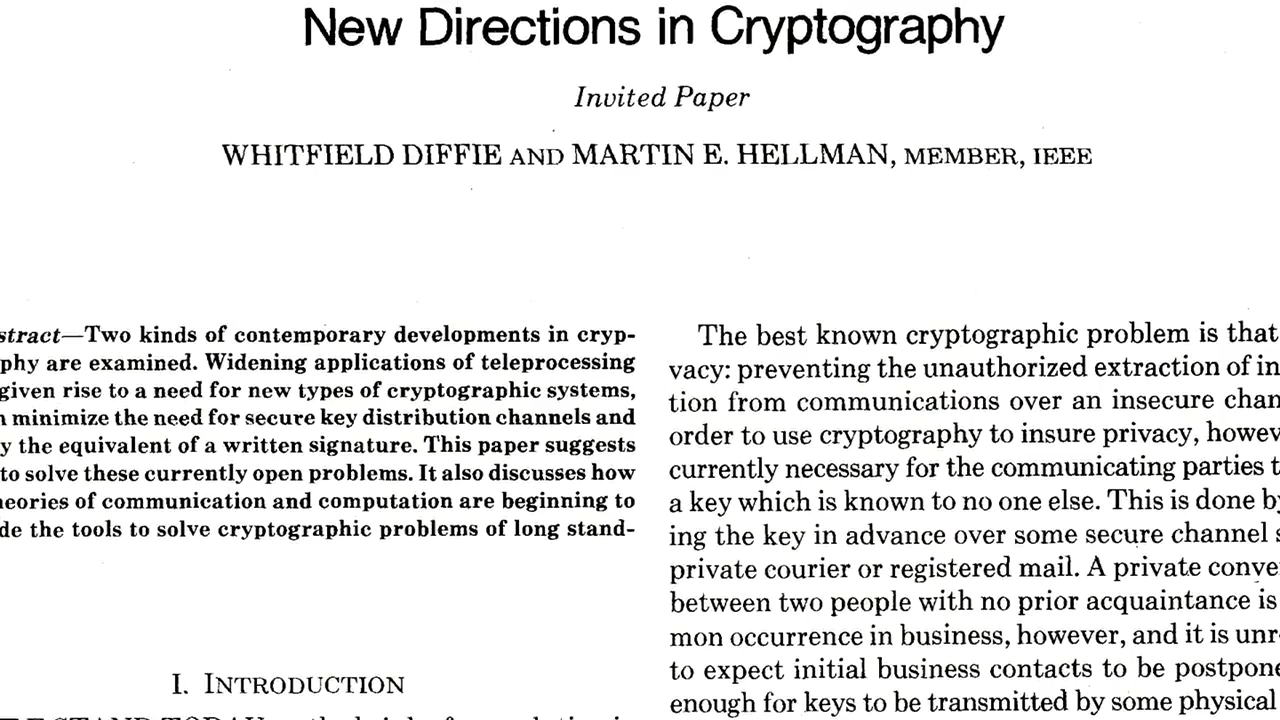 New Directions in Cryptography
Invited Paper
WHITFIELD DIFFIE AND MARTIN E. HELLMAN, MEMBER, IEEE
stract—Two kinds of contemporary developments in cryp-
phy are examined. Widening applications of teleprocessing
given rise to a need for new types of cryptographic systems,
minimize the need for secure key distribution channels and
y the equivalent of a written signature. This paper suggests
to solve these currently open problems. It also discusses how
eories of communication and computation are beginning to
de the tools to solve cryptographic problems of long stand-
I. INTRODUCTION
The best known cryptographic problem is that
vacy: preventing the unauthorized extraction of in
tion from communications over an insecure chan
order to use cryptography to insure privacy, howev
currently necessary for the communicating parties t
a key which is known to no one else. This is done by
ing the key in advance over some secure channel s
private courier or registered mail. A private conve
between two people with no prior acquaintance is
mon occurrence in business, however, and it is unr
to expect initial business contacts to be postpone
enough for keys to be transmitted by some physical